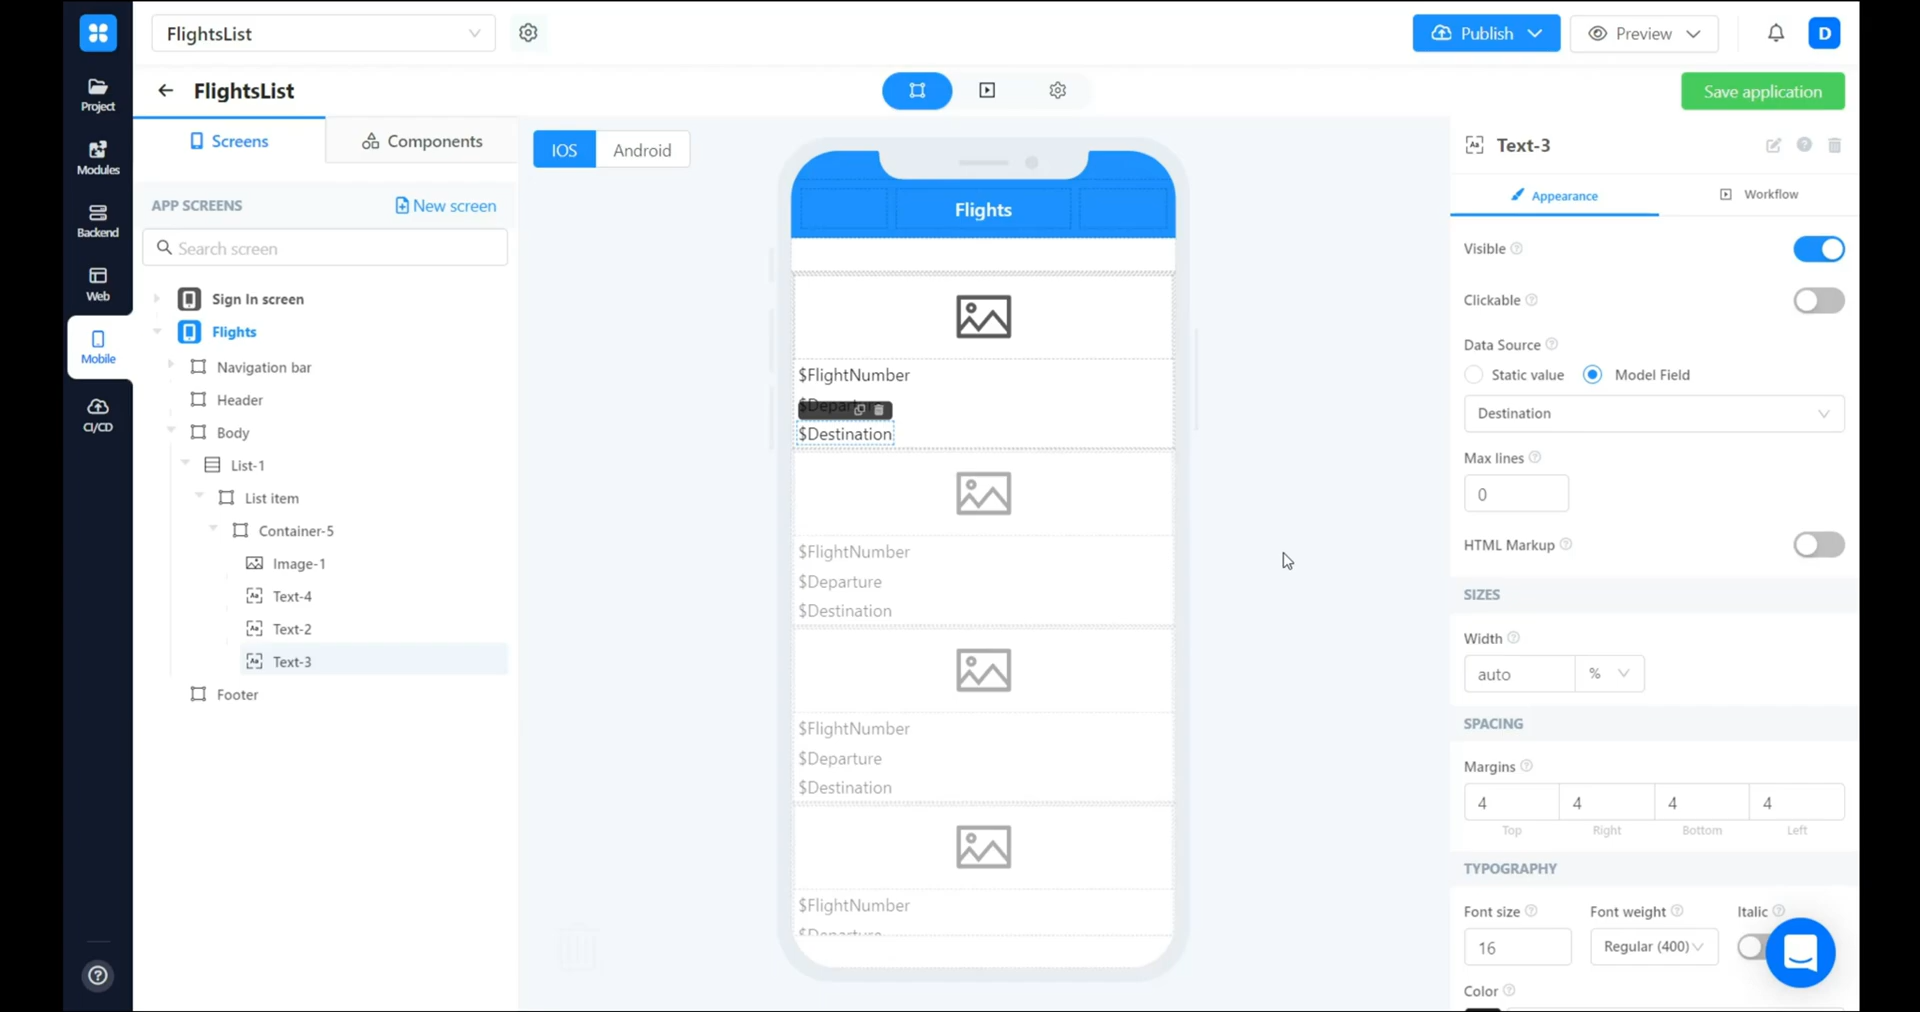 FlightsList
Publish
Preview
D
Project
Modules
Backend
Web
Mobile
CI/CD
FlightsList
Save application
Screens
Components
APP SCREENS
New screen
Search screen
Sign In screen
Flights
Navigation bar
Header
Body
List-1
List item
Container-5
Image-1
Text-4
Text-2
Text-3
Footer
IOS
Android
Flights
$FlightNumber
$Departure
$Destination
$FlightNumber
$Departure
$Destination
$FlightNumber
$Departure
$Destination
$FlightNumber
$Departure
Text-3
Appearance
Workflow
Visible
Clickable
Data Source
Static value
Model Field
Destination
Max lines
0
HTML Markup
SIZES
Width
auto
%
SPACING
Margins
4
4
4
4
Top
Right
Bottom
Left
TYPOGRAPHY
Font size
Font weight
Italic
16
Regular (400)
Color